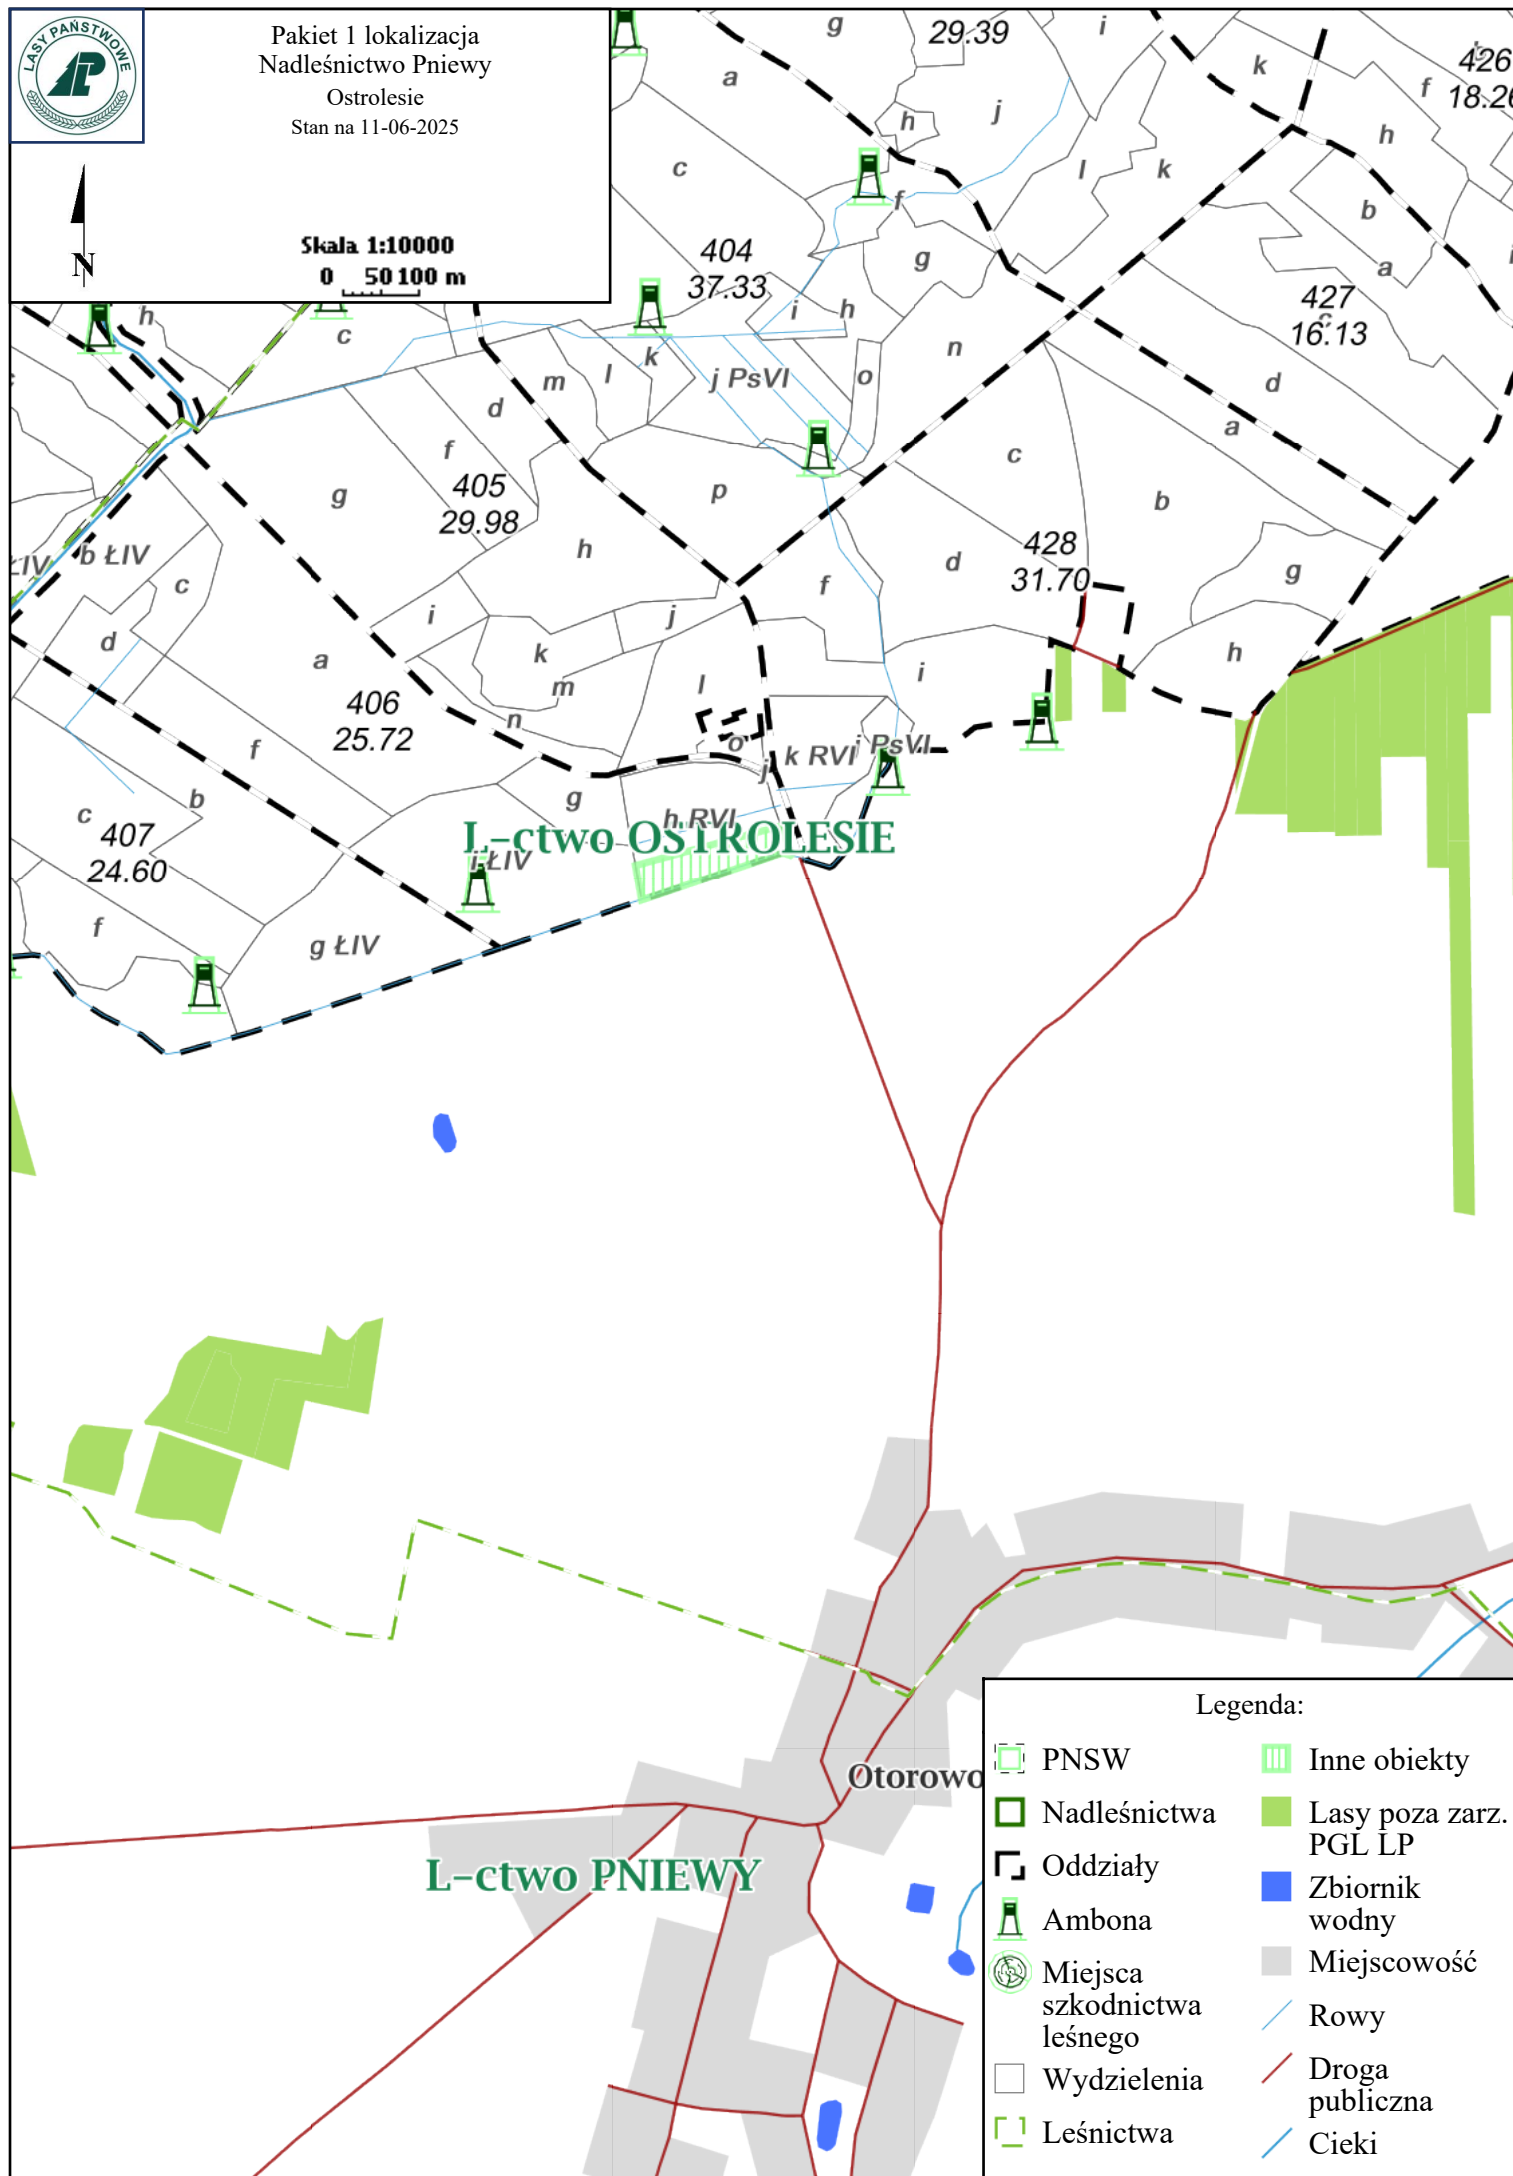 LASY PAŃSTWOWE
Pakiet 1 lokalizacja
Nadleśnictwo Pniewy
Ostrolesie
Stan na 11-06-2025
N
Skala 1:10000
0 50 100 m
g
29.39
i
k
426
f
18.26
a
h
j
h
c
l
k
b
f
404
37.33
g
a
427
16.13
i
h
h
c
k
j PsVI
o
n
m
l
d
d
a
f
c
g
405
29.98
p
b
h
428
31.70
d
g
ŁIV
b ŁIV
c
f
i
j
d
k
h
a
m
l
i
406
25.72
n
o
f
j
k RVI
j PsVI
g
b
c
407
24.60
h RVI
L-ctwo OSTROLESIE
i ŁIV
f
g ŁIV
Otorowo
L-ctwo PNIEWY
Legenda:
PNSW
Nadleśnictwa
Oddziały
Ambona
Miejsca
szkodnictwa
leśnego
Wydzielenia
Leśnictwa
Inne obiekty
Lasy poza zarz.
PGL LP
Zbiornik
wodny
Miejscowość
Rowy
Droga
publiczna
Cieki